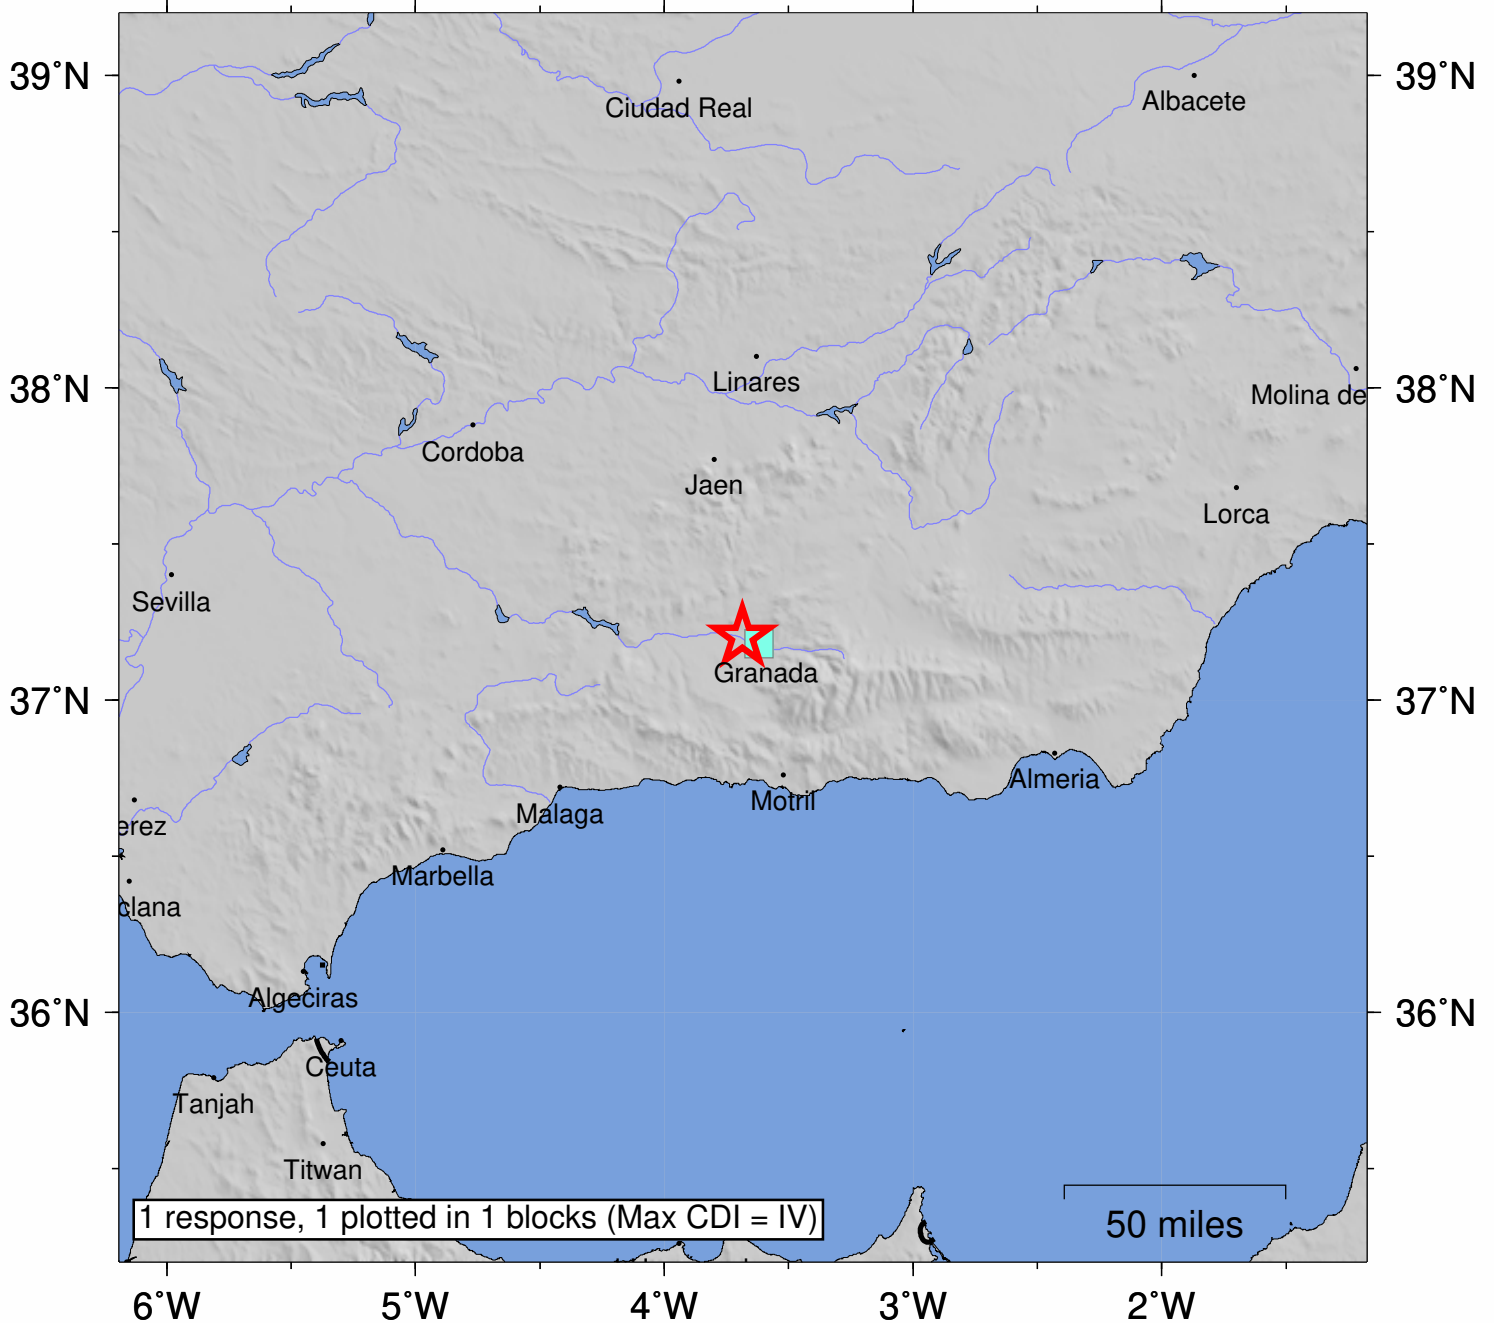 39°N
39°N
Ciudad Real
Albacete
Linares
38°N
38°N
Molina de
Cordoba
Jaen
Lorca
Sevilla
Granada
37°N
37°N
Almeria
Motril
Malaga
erez
Marbella
clana
Algeciras
36°N
36°N
Ceuta
Tanjah
Titwan
1 response, 1 plotted in 1 blocks (Max CDI = IV)
50 miles
6°W
5°W
4°W
3°W
2°W